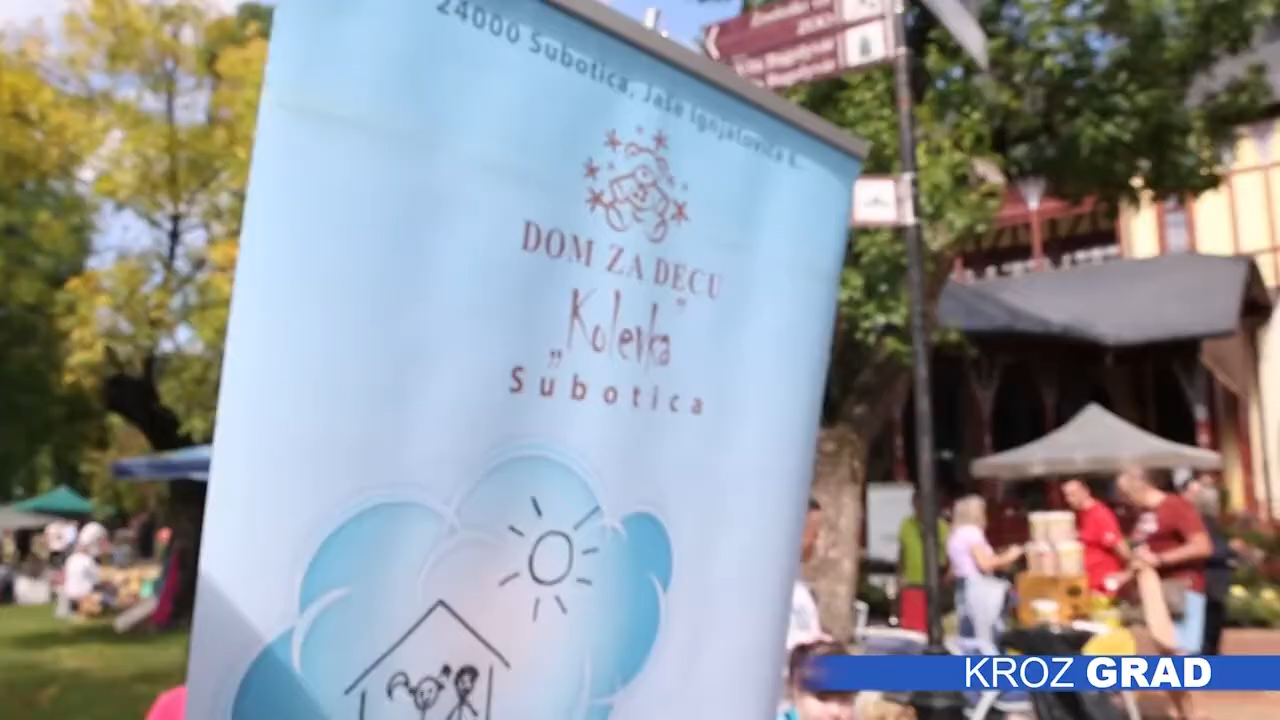 24000 Subotica, Jaše Ignjatovića
DOM ZA DECU
„Kolevka”
Subotica
KROZ GRAD